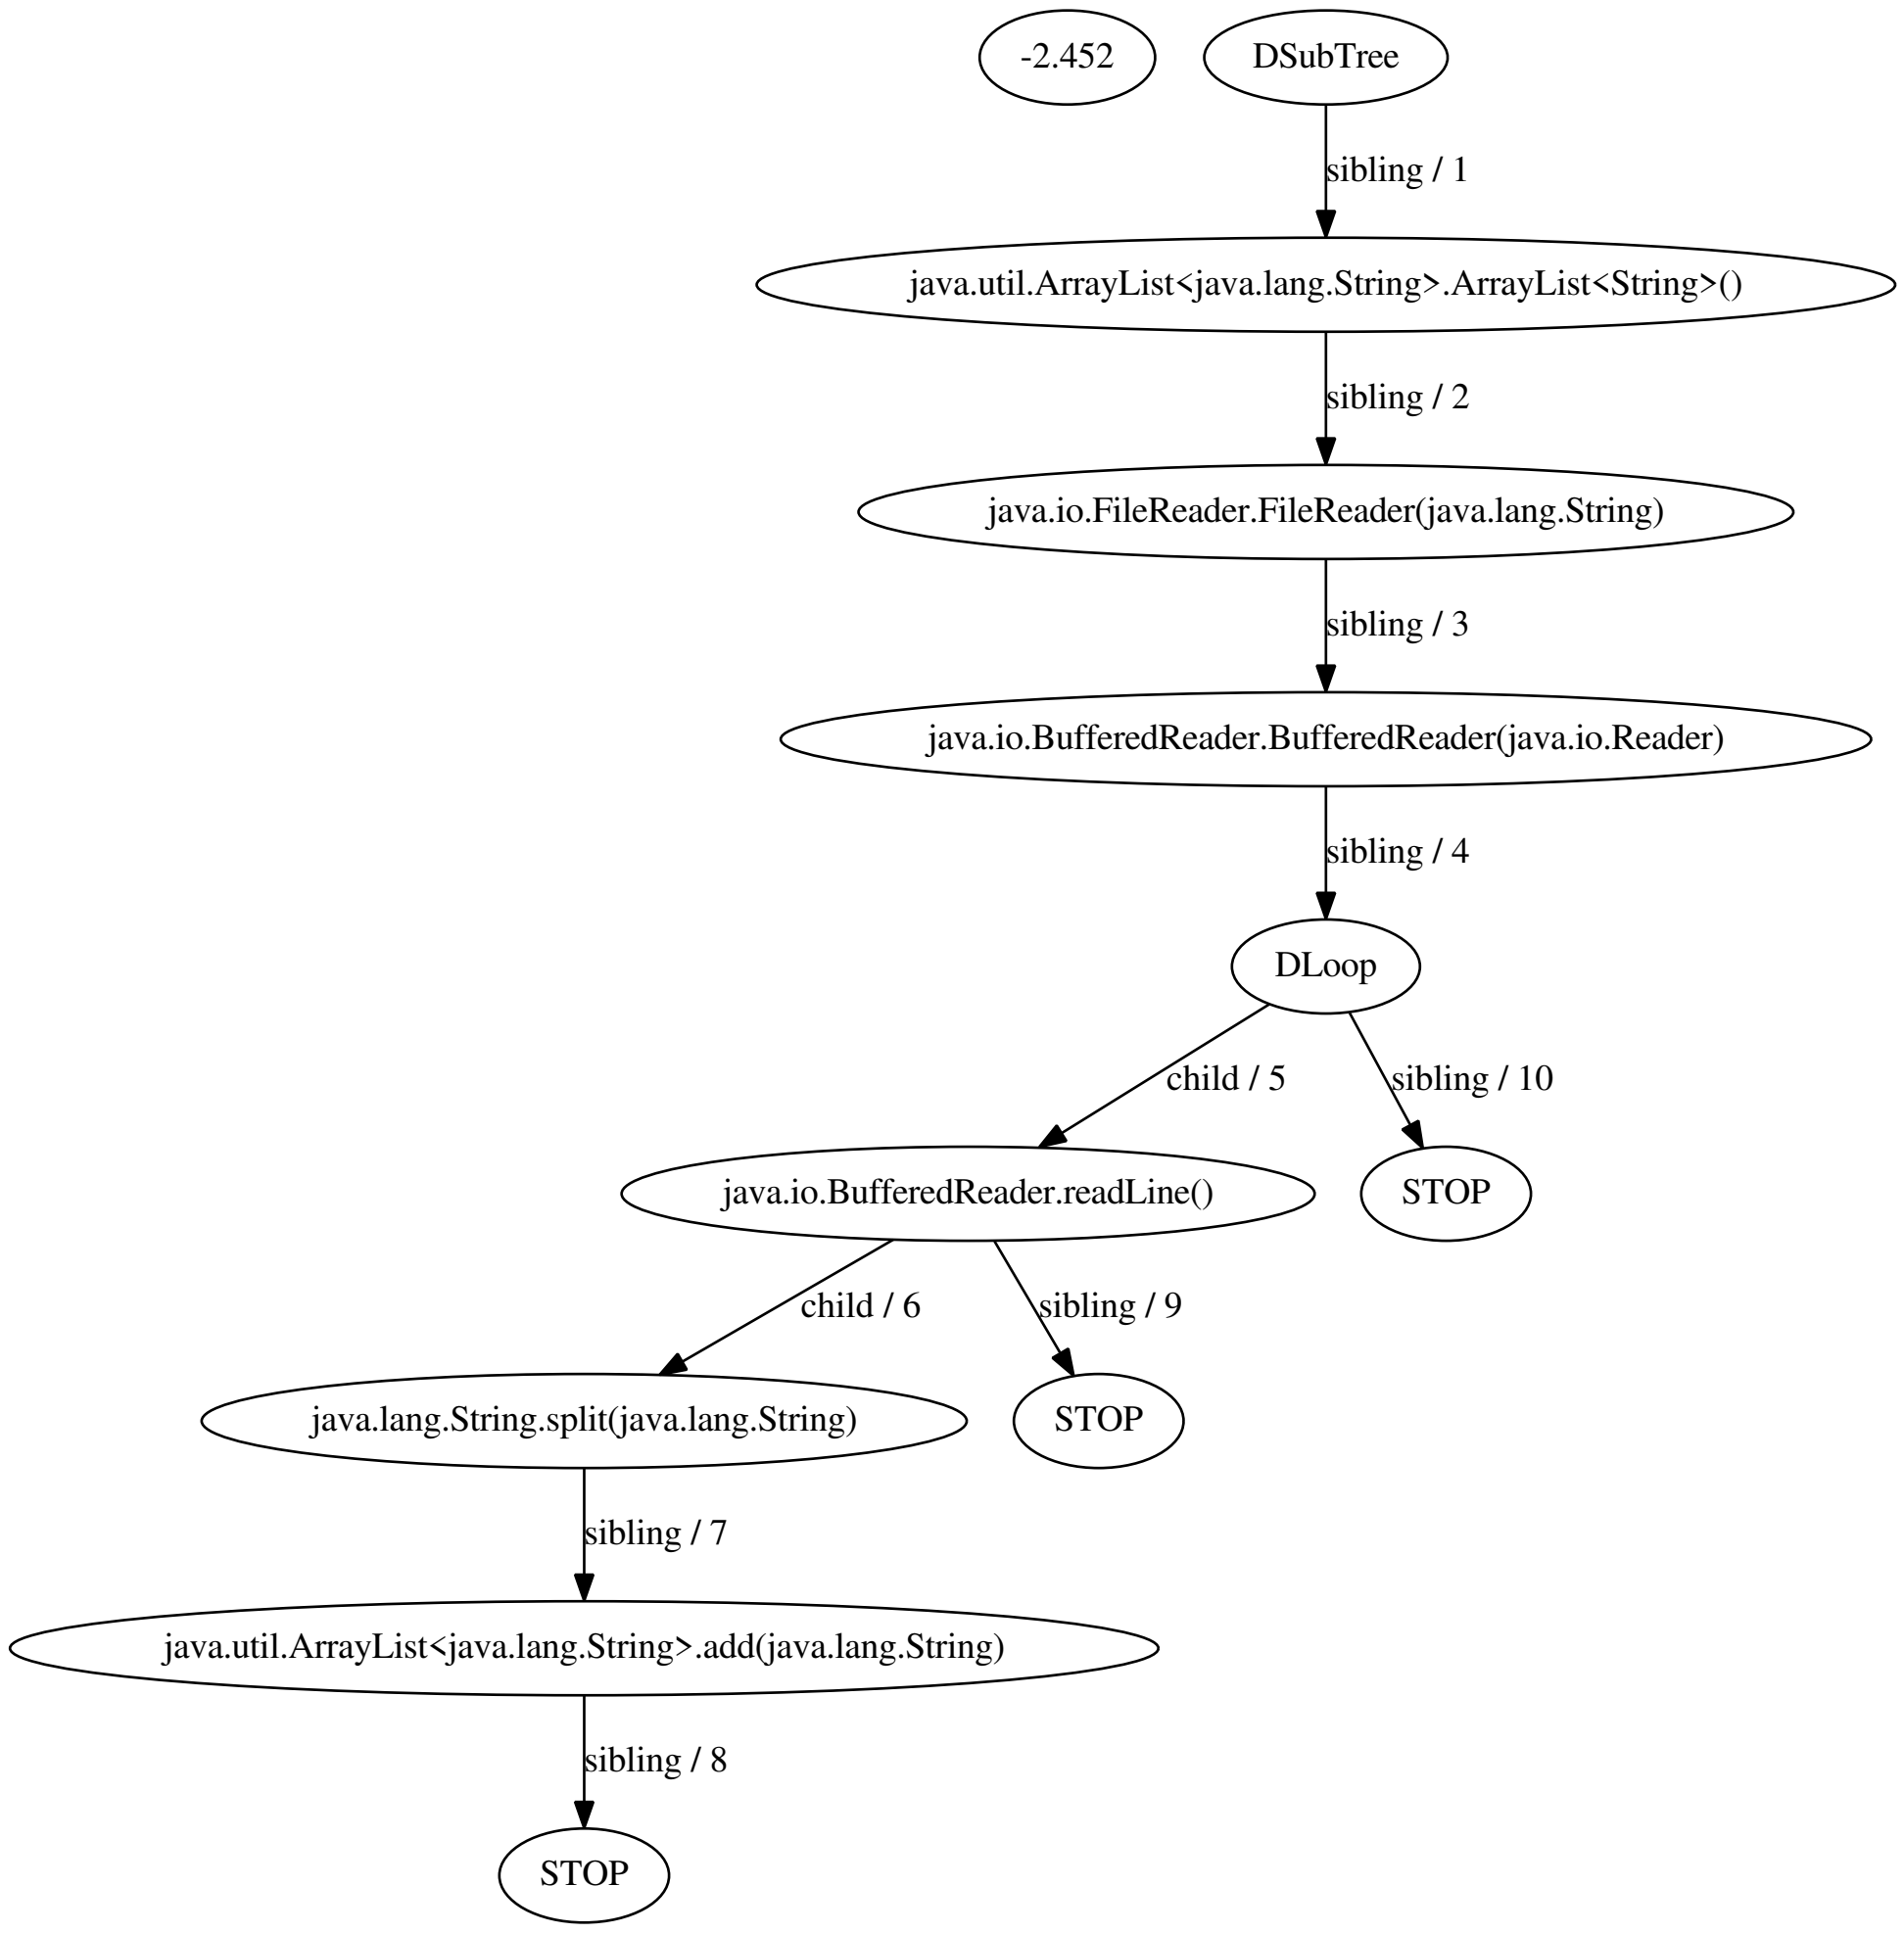 -2.452
DSubTree
sibling / 1
java.util.ArrayList<java.lang.String>.ArrayList<String>()
sibling / 2
java.io.FileReader.FileReader(java.lang.String)
sibling / 3
java.io.BufferedReader.BufferedReader(java.io.Reader)
sibling / 4
DLoop
child / 5
sibling / 10
java.io.BufferedReader.readLine()
STOP
child / 6
sibling / 9
java.lang.String.split(java.lang.String)
STOP
sibling / 7
java.util.ArrayList<java.lang.String>.add(java.lang.String)
sibling / 8
STOP